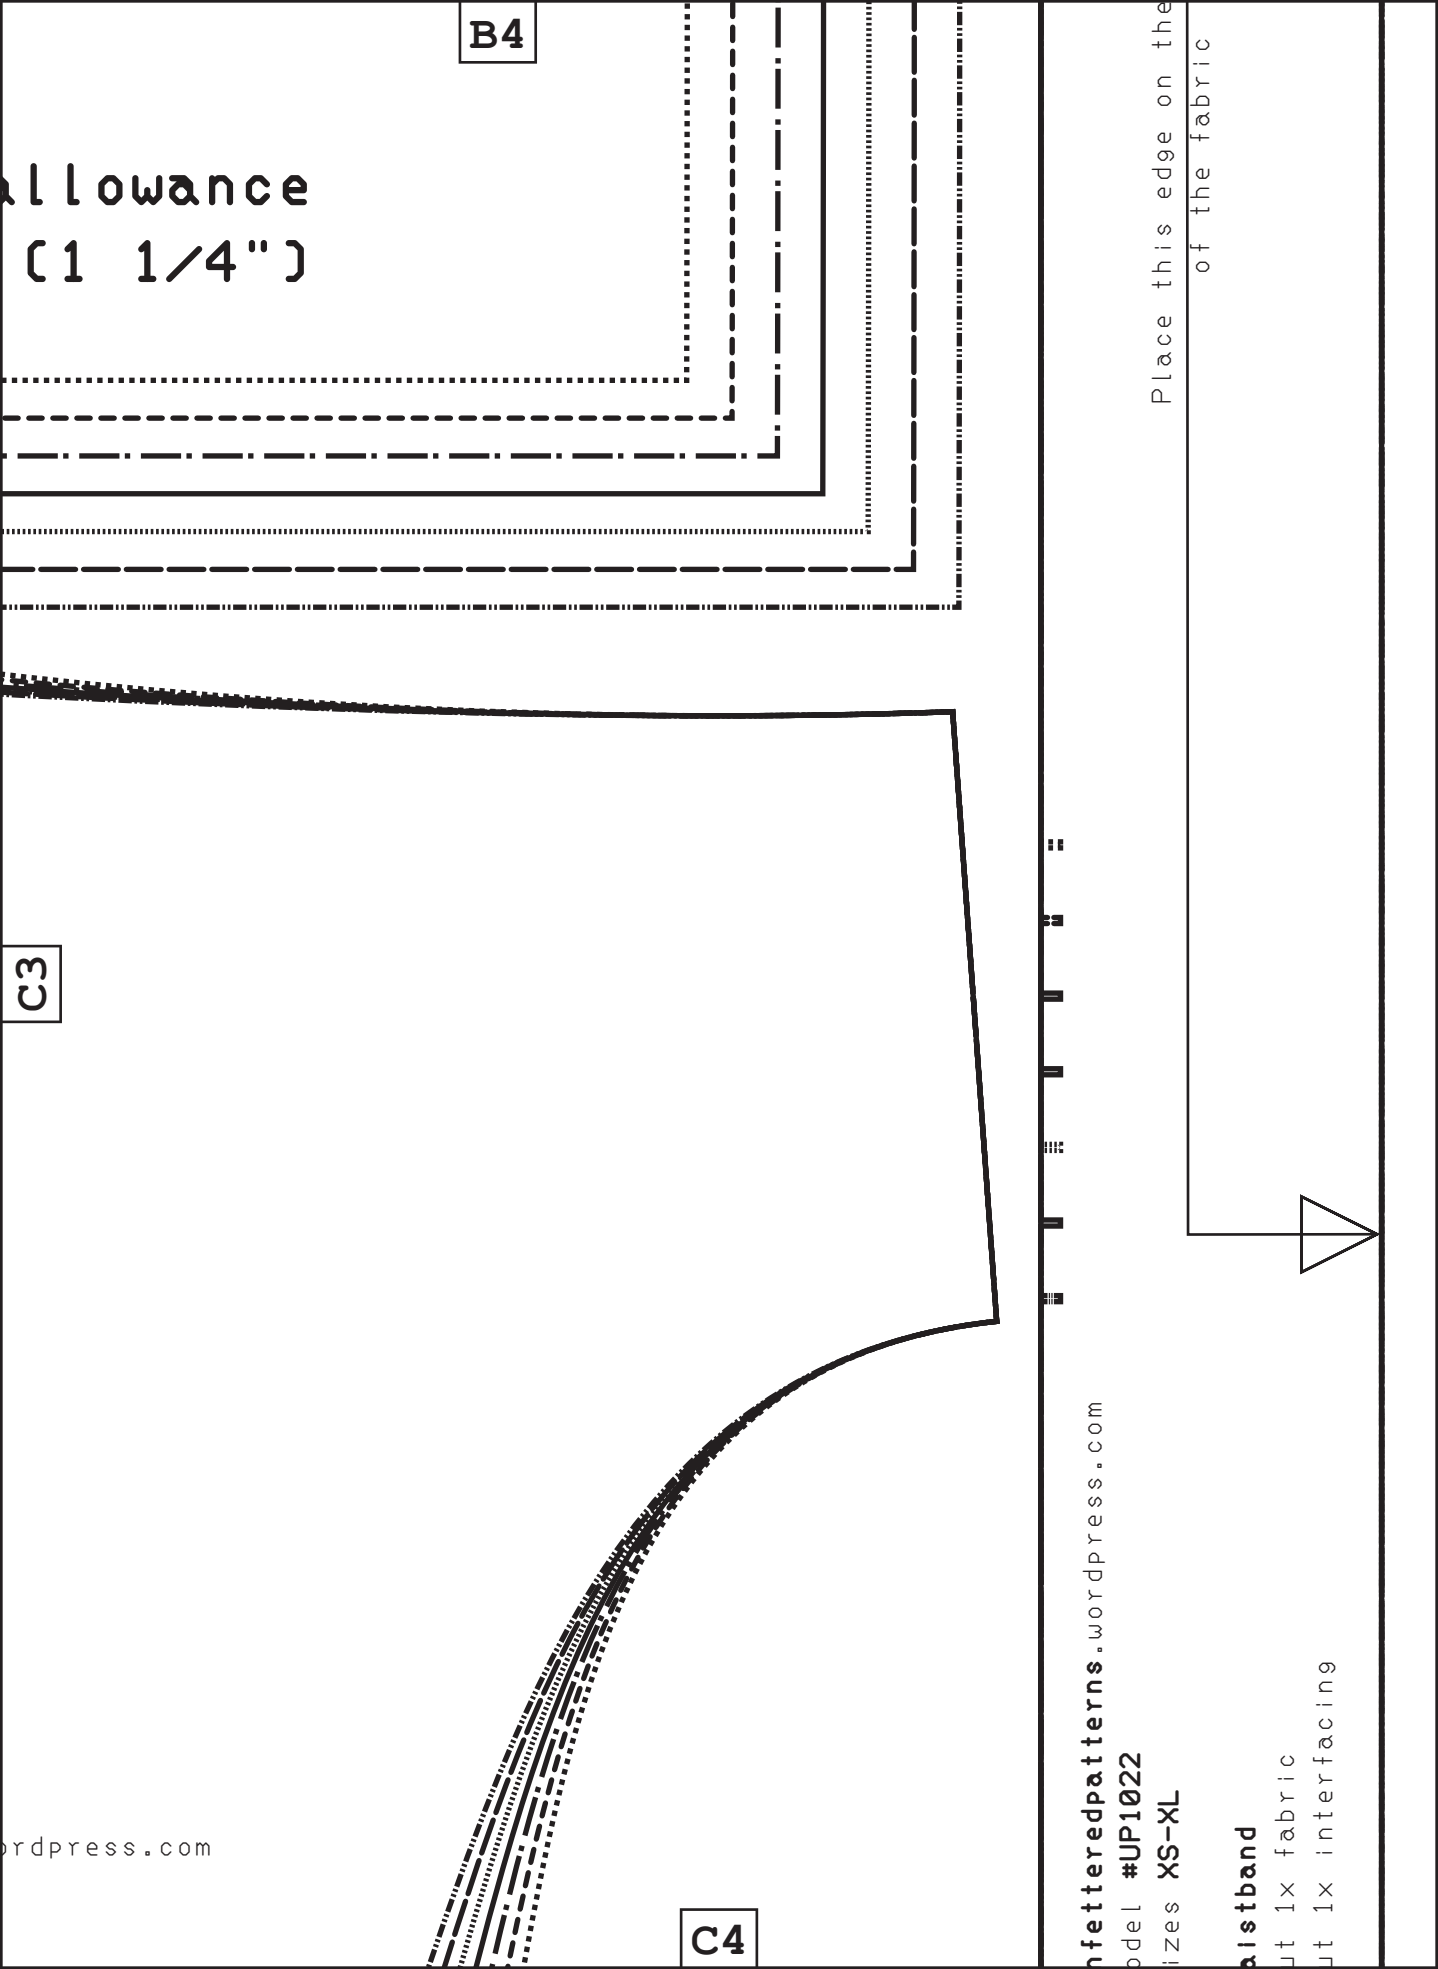 B4
allowance
(1 1/4")
Place this edge on the
of the fabric
C3
nfetteredpatterns.wordpress.com
odel #UP1022
izes XS-XL
aistband
ut 1x fabric
ut 1x interfacing
ordpress.com
C4